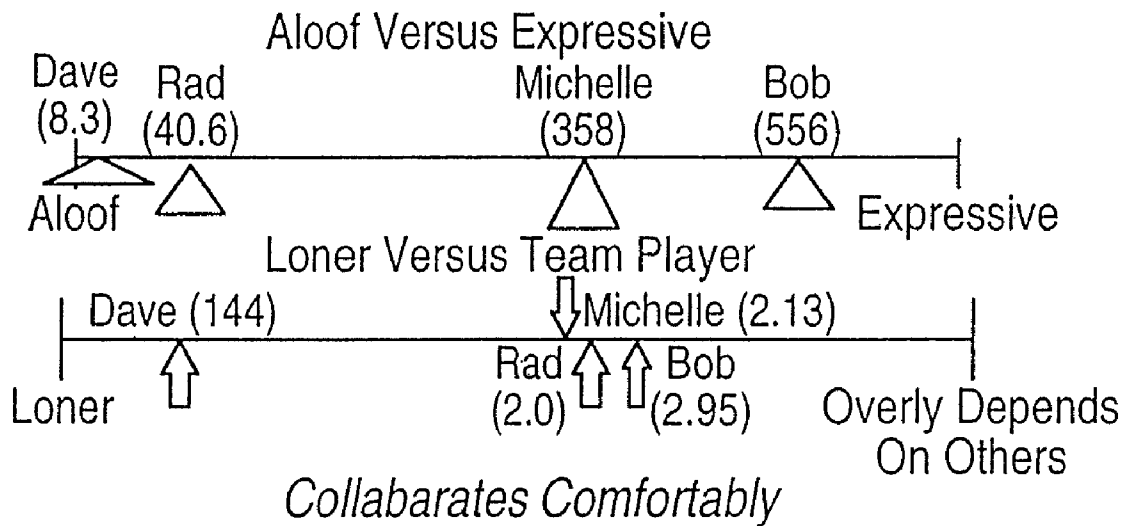 Aloof Versus Expressive
Dave Rad Michelle Bob
(8.3) (40.6) (358) (556)
Aloof Expressive
Loner Versus Team Player
Dave (144) Michelle (2.13)
Rad Bob
Loner (2.0) (2.95) Overly Depends
On Others
Collabarates Comfortably